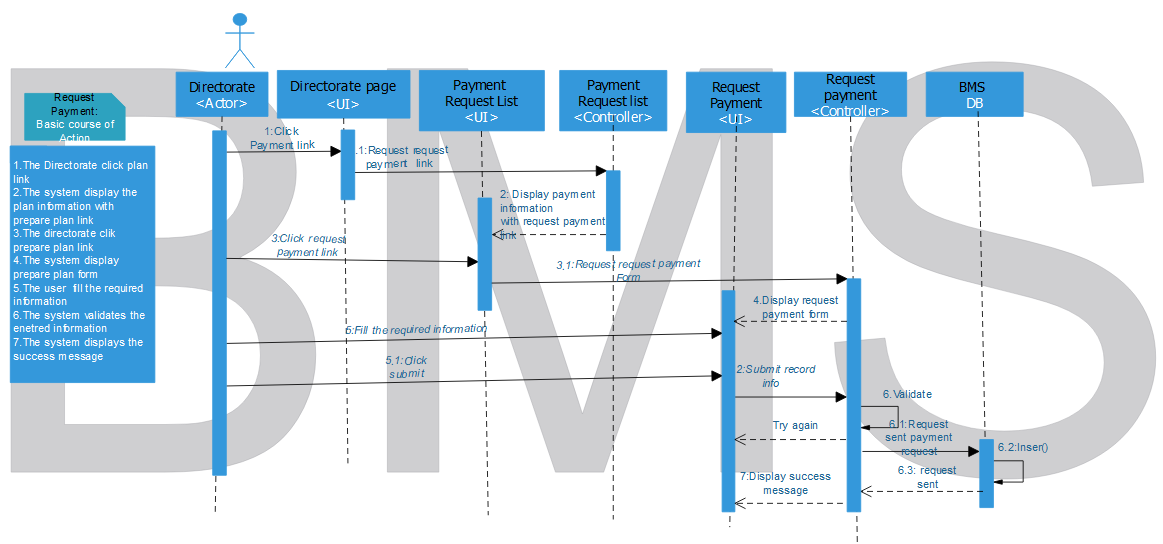 Directorate
<Actor>
Directorate page
<UI>
Payment
Request List
<UI>
Payment
Request list
<Controller>
Request
Payment
<UI>
Request
payment
<Controller>
BMS
DB
Request
Payment:
Basic course of
Action
1.The Directorate click plan
link
2.The system display the
plan information with
prepare plan link
3.The directorate clik
prepare plan link
4.The system display
prepare plan form
5.The user fill the required
information
6.The system validates the
enetred information
7.The system displays the
success message
1:Click
Payment link
.1:Request request
payment link
2: Display payment
information
with request payment
link
3:Click request
payment link
3.1:Request request payment
Form
4.Display request
payment form
5:Fill the required information
5.1:Click
submit
2:Submit record
info
6.Validate
Try again
6.1:Request
sent payment
request
6.2:Inser()
6.3: request
sent
7:Display success
message
BMS